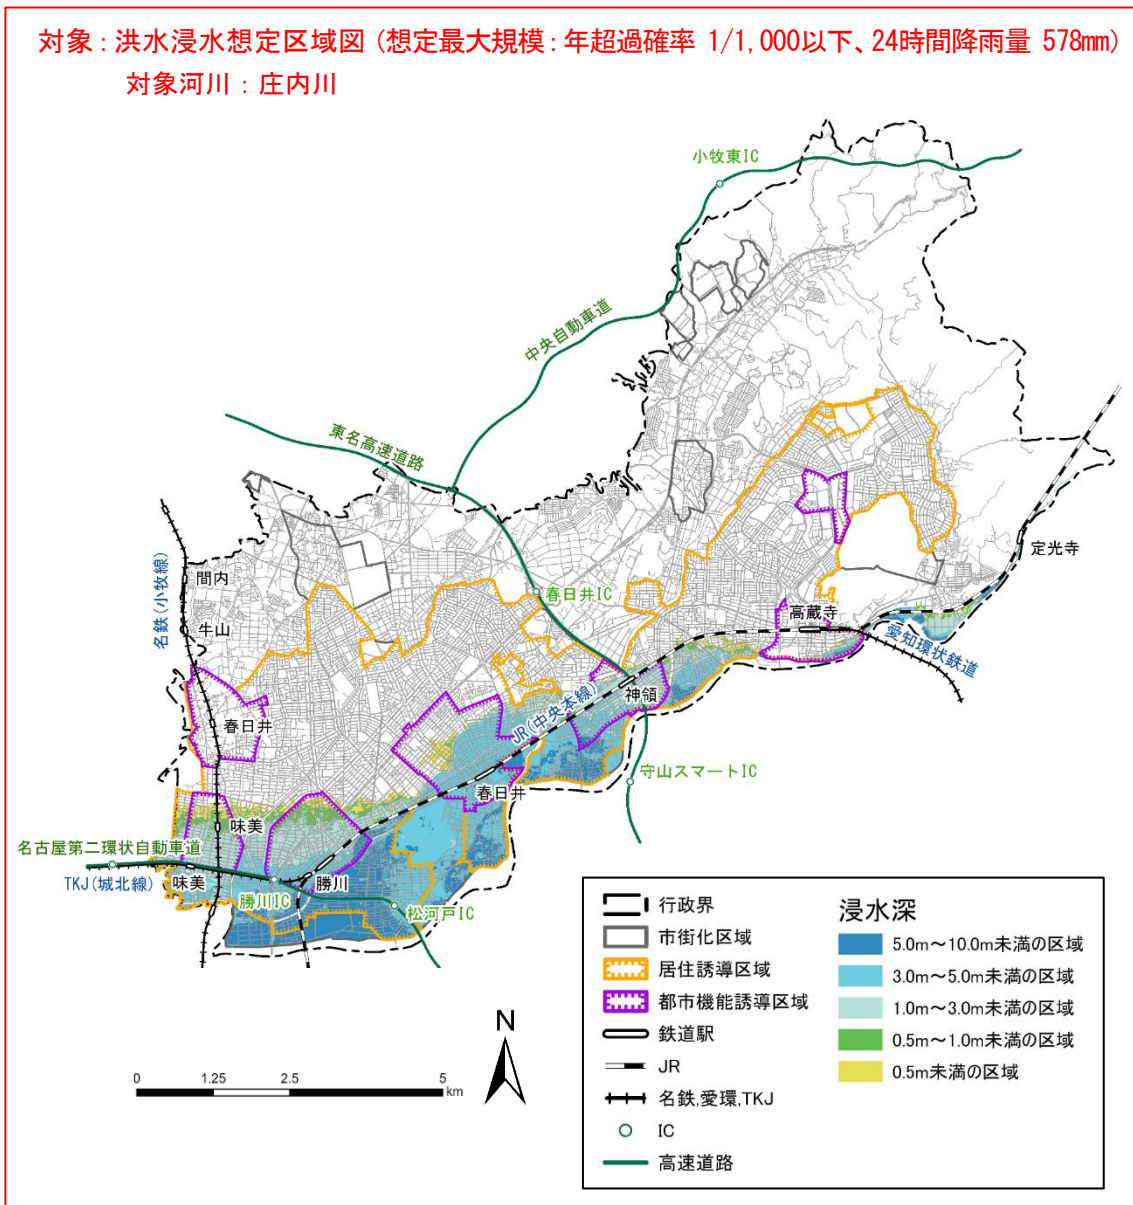 対象：洪水浸水想定区域図（想定最大規模：年超過確率 1/1,000以下、24時間降雨量 578mm）
対象河川：庄内川
小牧東IC
中央自動車道
東名高速道路
定光寺
名鉄(小牧線)
間内
春日井IC
高蔵寺
牛山
愛知環状鉄道
神領
JR(中央本線)
春日井
守山スマートIC
春日井
味美
名古屋第二環状自動車道
TKJ(城北線)
味美
勝川IC
勝川
松河戸IC
行政界
市街化区域
居住誘導区域
都市機能誘導区域
鉄道駅
JR
名鉄,愛環,TKJ
IC
高速道路
浸水深
5.0m～10.0m未満の区域
3.0m～5.0m未満の区域
1.0m～3.0m未満の区域
0.5m～1.0m未満の区域
0.5m未満の区域
N
0 1.25 2.5 5
km